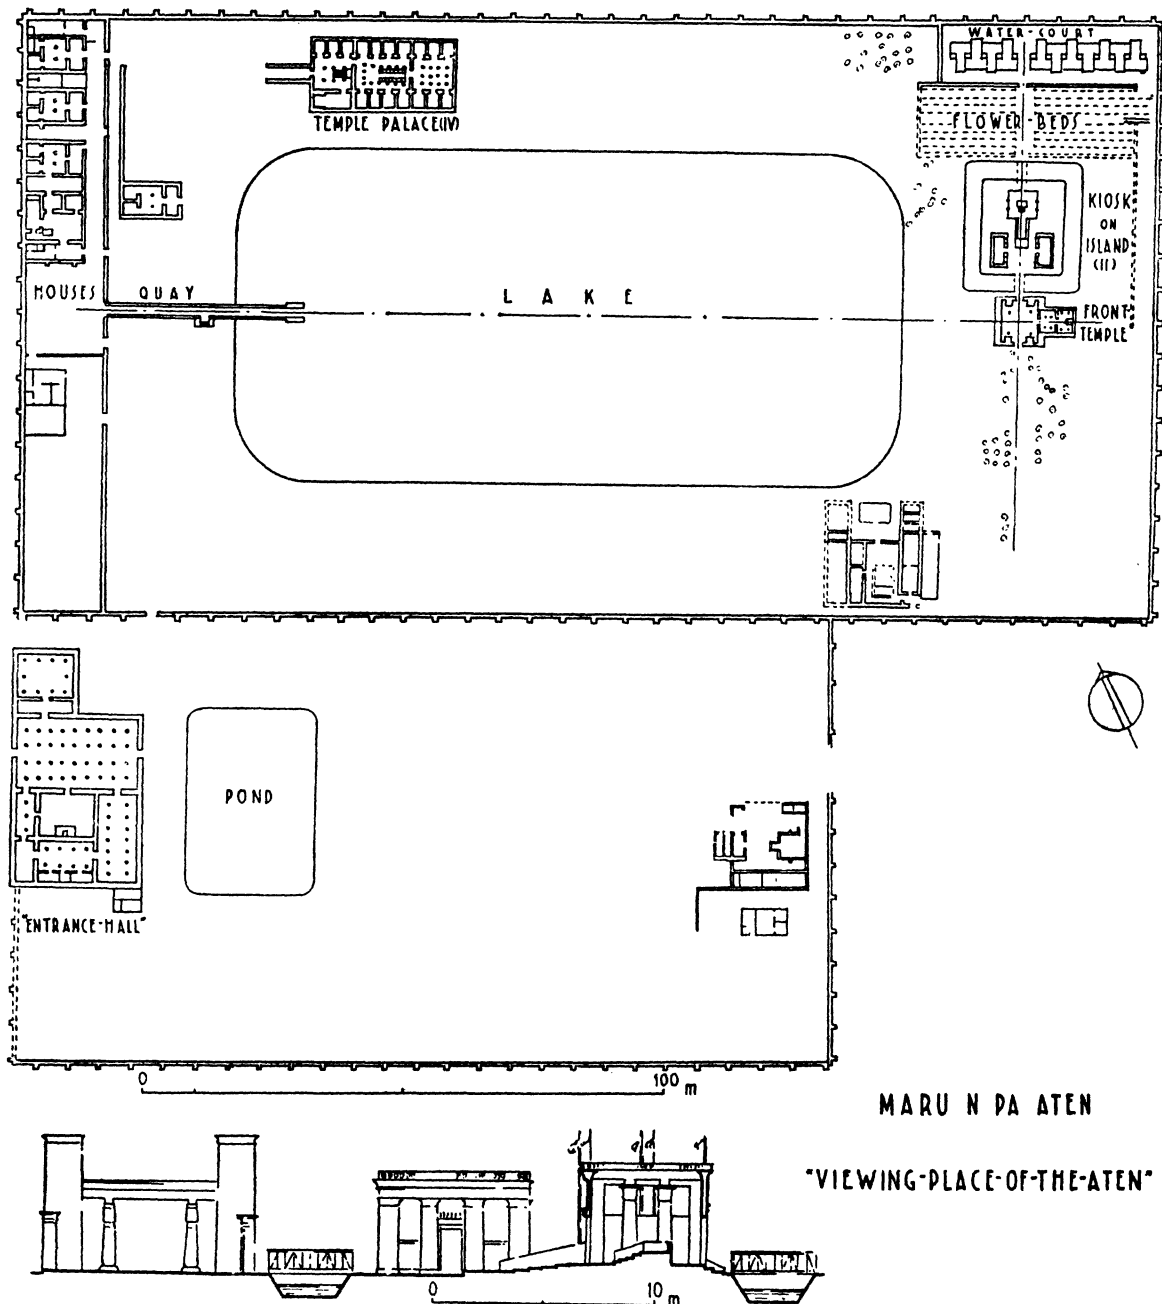 WATER-COURT
TEMPLE PALACE(IV)
FLOWER-BEDS
KIOSK
ON
ISLAND
(II)
HOUSES
QUAY
LAKE
FRONT
TEMPLE
POND
"ENTRANCE-HALL"
0 100 m
MARU N PA ATEN
"VIEWING-PLACE-OF-THE-ATEN"
0 10 m